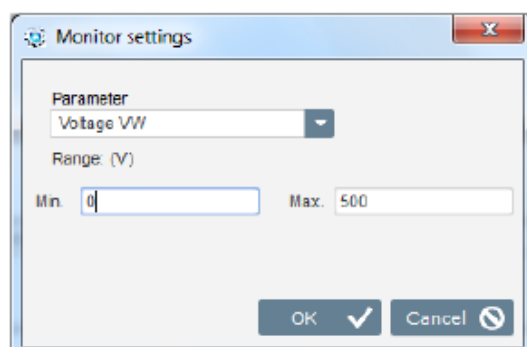 Monitor settings
Parameter
Voltage VW
Range: (V)
Min. 0 Max. 500
OK Cancel